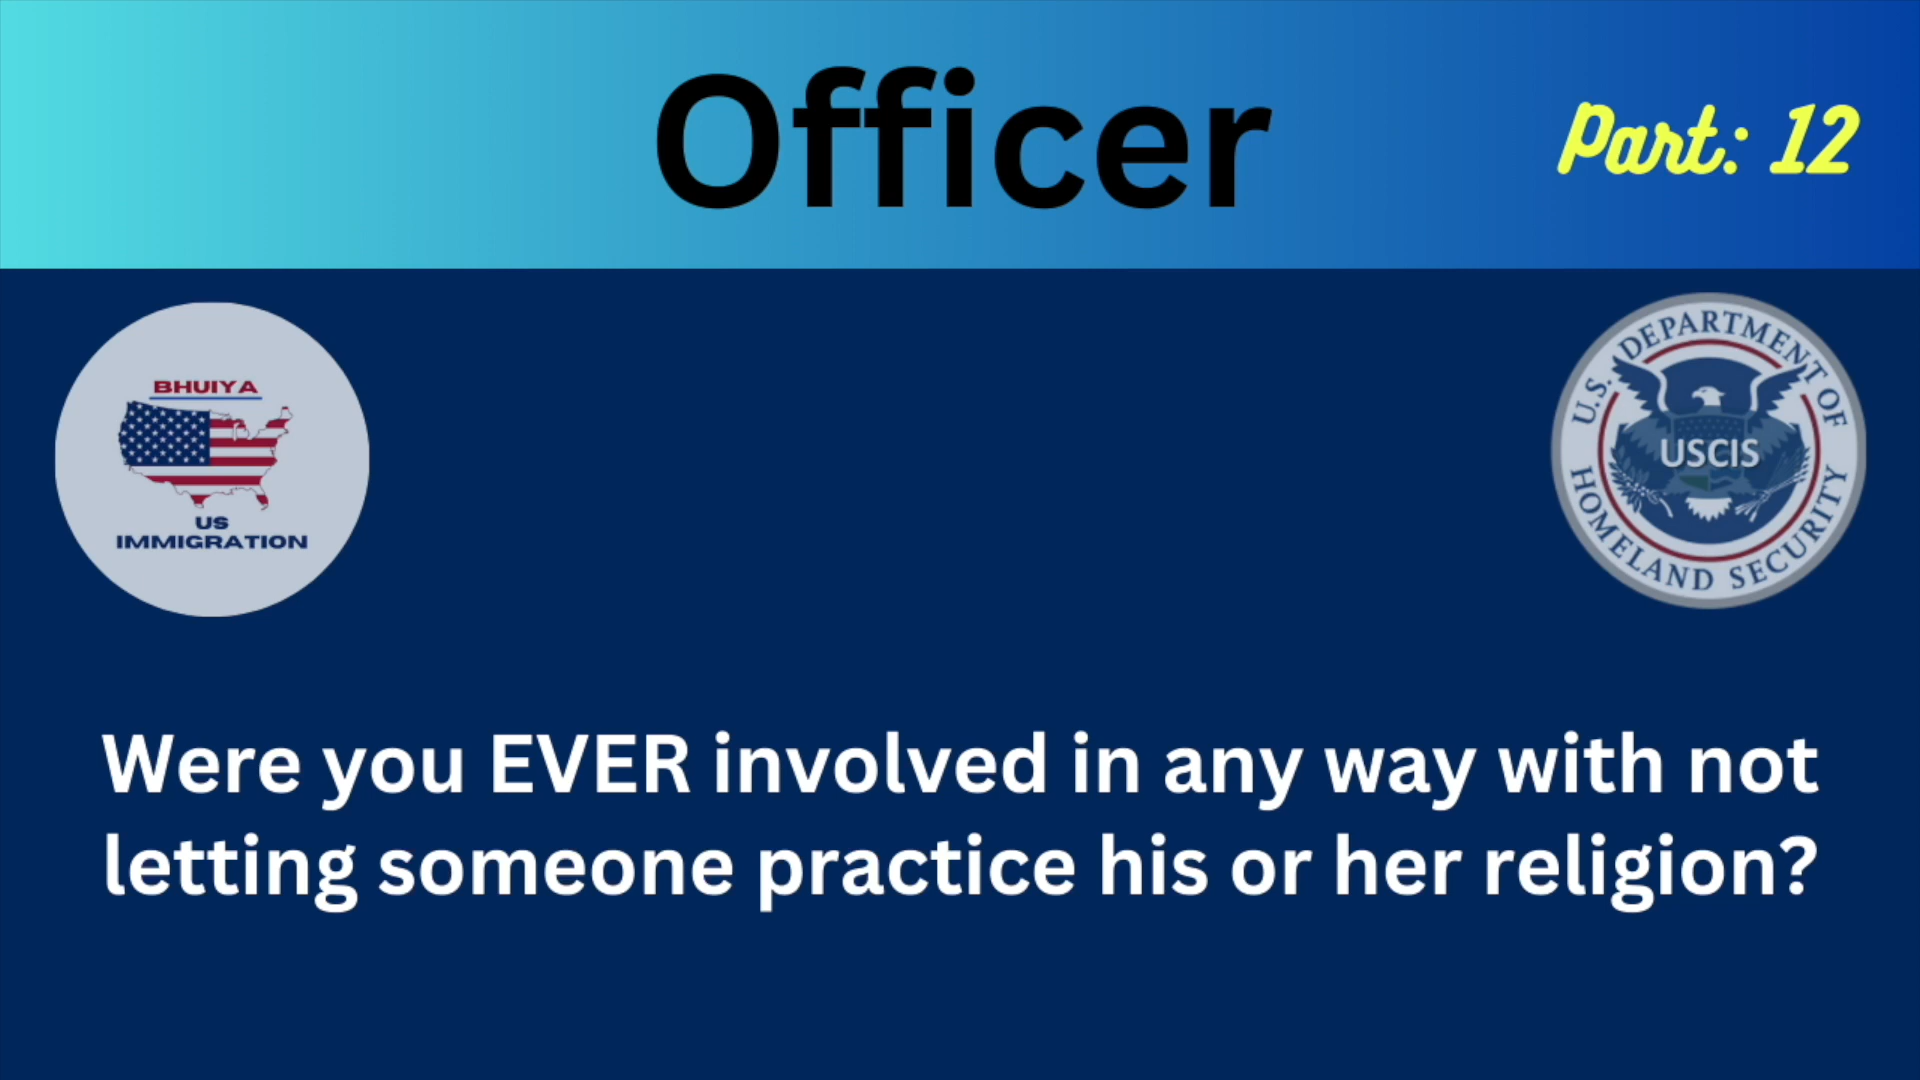 Officer
Part: 12
BHUIYA
US
IMMIGRATION
U.S. DEPARTMENT OF
USCIS
HOMELAND SECURITY
Were you EVER involved in any way with not
letting someone practice his or her religion?